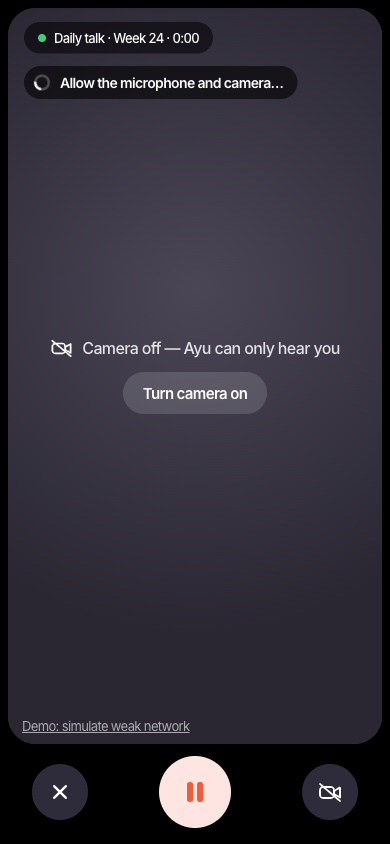 Daily talk · Week 24 · 0:00
Allow the microphone and camera…
Camera off — Ayu can only hear you
Turn camera on
Demo: simulate weak network